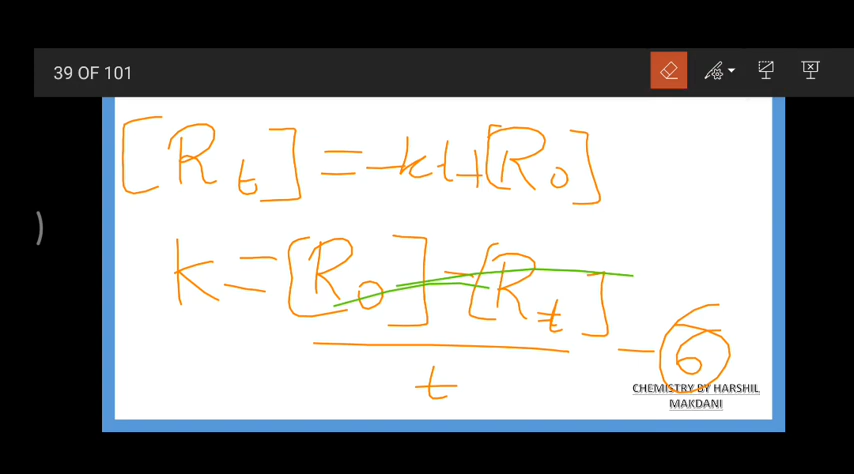 39 OF 101
[Rt] = -kt+[R0]
k = [R0] - [Rt]
t
- 6
CHEMISTRY BY HARSHIL
MAKDANI